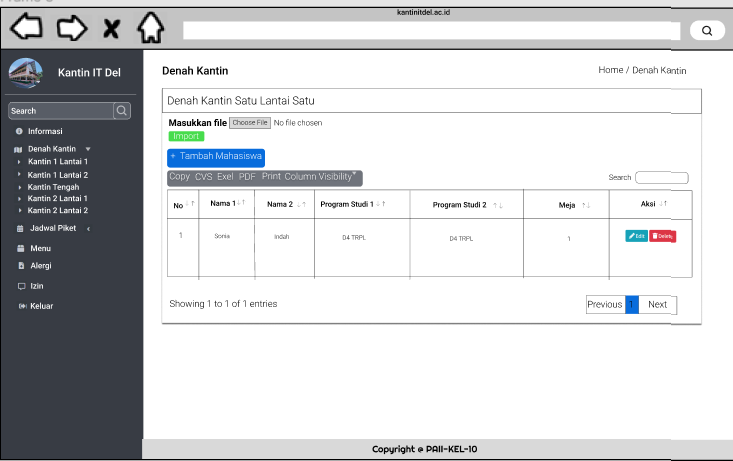 kantinitdel.ac.id
Kantin IT Del
Search
Informasi
Denah Kantin
Kantin 1 Lantai 1
Kantin 1 Lantai 2
Kantin Tengah
Kantin 2 Lantai 1
Kantin 2 Lantai 2
Jadwal Piket
Menu
Alergi
Izin
Keluar
Denah Kantin
Home / Denah Kantin
Denah Kantin Satu Lantai Satu
Masukkan file Choose File No file chosen
Import
+ Tambah Mahasiswa
Copy CVS Exel PDF Print Column Visibility
Search
No Nama 1 Nama 2 Program Studi 1 Program Studi 2 Meja Aksi
1 Sonia Indah D4 TRPL D4 TRPL 1 Edit Delete
Showing 1 to 1 of 1 entries
Previous 1 Next
Copyright @ PAII-KEL-10